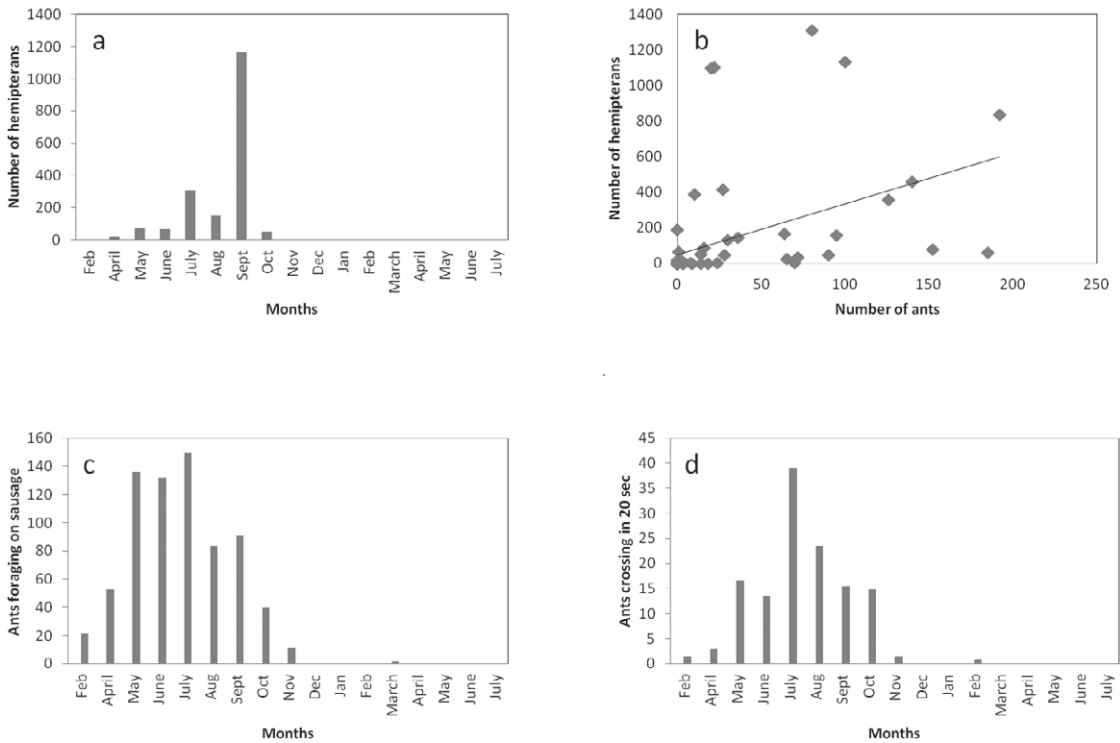 a
Number of hemipterans
1400
1200
1000
800
600
400
200
0
Feb
April
May
June
July
Aug
Sept
Oct
Nov
Dec
Jan
Feb
March
April
May
June
July
Months
b
Number of hemipterans
1400
1200
1000
800
600
400
200
0
0
50
100
150
200
250
Number of ants
c
Ants foraging on sausage
160
140
120
100
80
60
40
20
0
Feb
April
May
June
July
Aug
Sept
Oct
Nov
Dec
Jan
Feb
March
April
May
June
July
Months
d
Ants crossing in 20 sec
45
40
35
30
25
20
15
10
5
0
Feb
April
May
June
July
Aug
Sept
Oct
Nov
Dec
Jan
Feb
March
April
May
June
July
Months